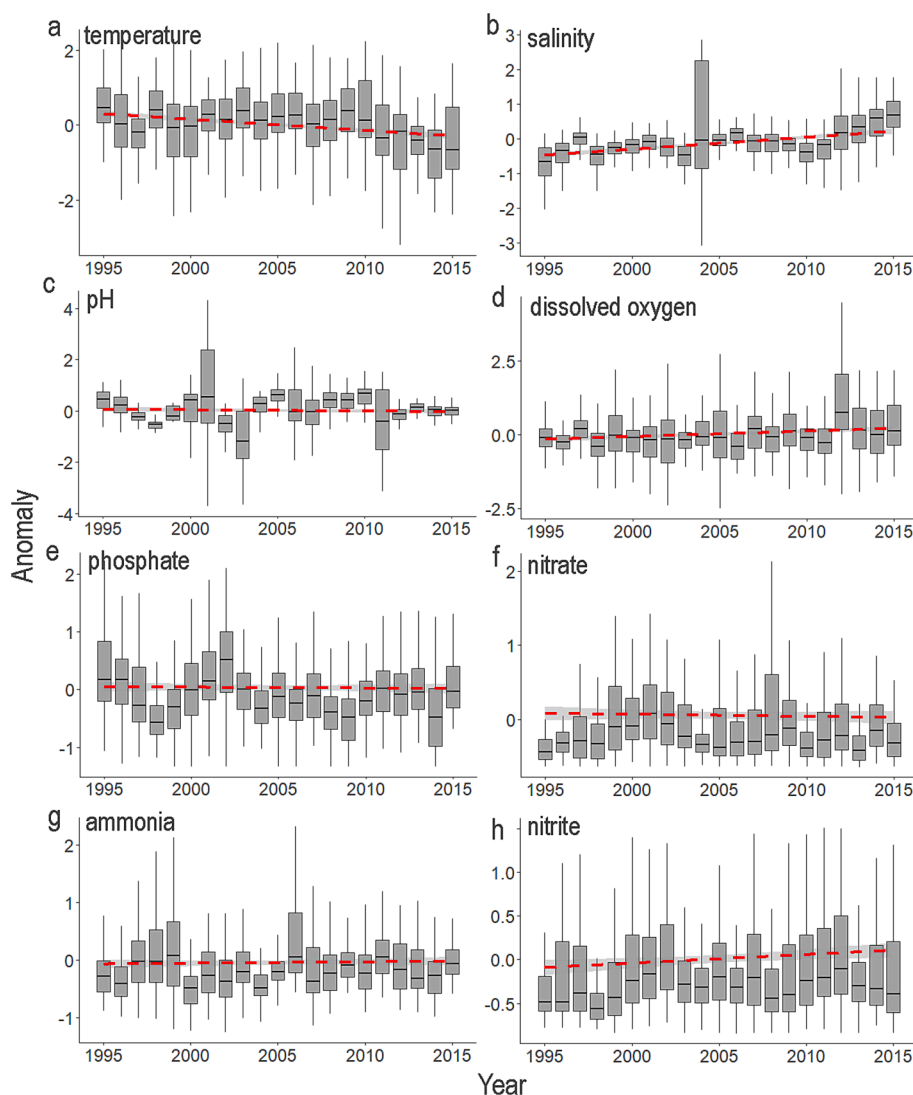 a temperature
2
0
-2
1995 2000 2005 2010 2015
b salinity
3
2
1
0
-1
-2
-3
1995 2000 2005 2010 2015
c pH
4
2
0
-2
-4
1995 2000 2005 2010 2015
d dissolved oxygen
2.5
0.0
-2.5
1995 2000 2005 2010 2015
Anomaly
e phosphate
2
1
0
-1
1995 2000 2005 2010 2015
f nitrate
2
1
0
1995 2000 2005 2010 2015
g ammonia
2
1
0
-1
1995 2000 2005 2010 2015
h nitrite
1.0
0.5
0.0
-0.5
1995 2000 2005 2010 2015
Year